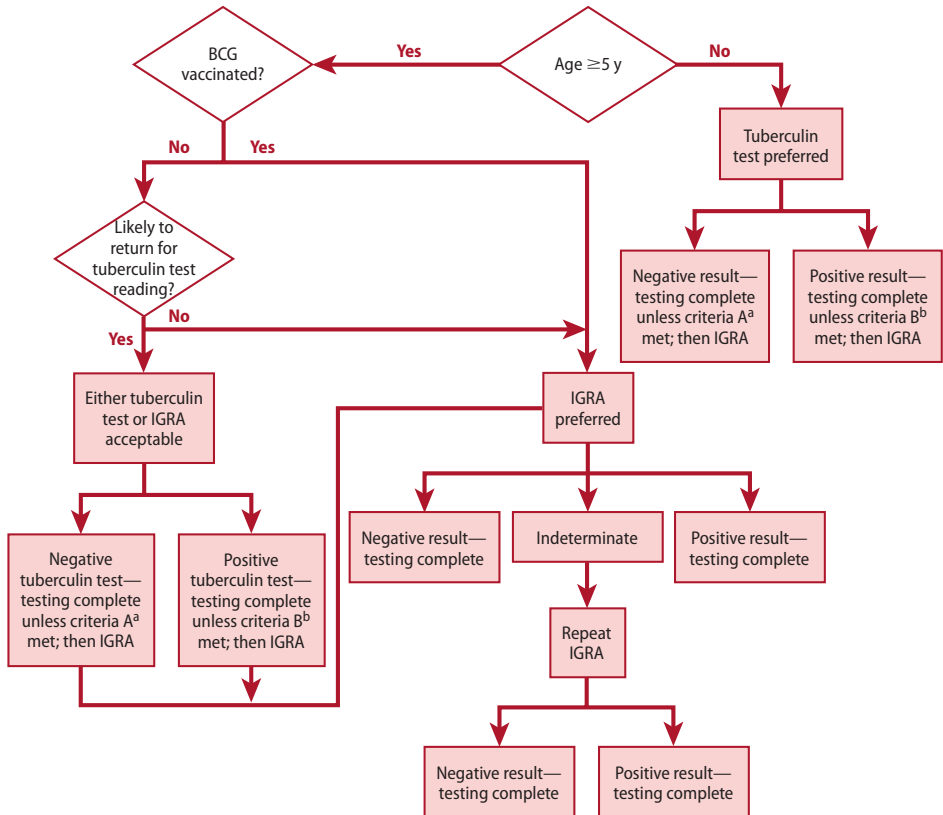 BCG
vaccinated?
Yes
Age ≥5 y
No
Tuberculin
test preferred
Negative result—
testing complete
unless criteria Aᵃ
met; then IGRA
Positive result—
testing complete
unless criteria Bᵇ
met; then IGRA
No
Yes
Likely to
return for
tuberculin test
reading?
No
Yes
Either tuberculin
test or IGRA
acceptable
IGRA
preferred
Negative
tuberculin test—
testing complete
unless criteria Aᵃ
met; then IGRA
Positive
tuberculin test—
testing complete
unless criteria Bᵇ
met; then IGRA
Negative result—
testing complete
Indeterminate
Positive result—
testing complete
Repeat
IGRA
Negative result—
testing complete
Positive result—
testing complete